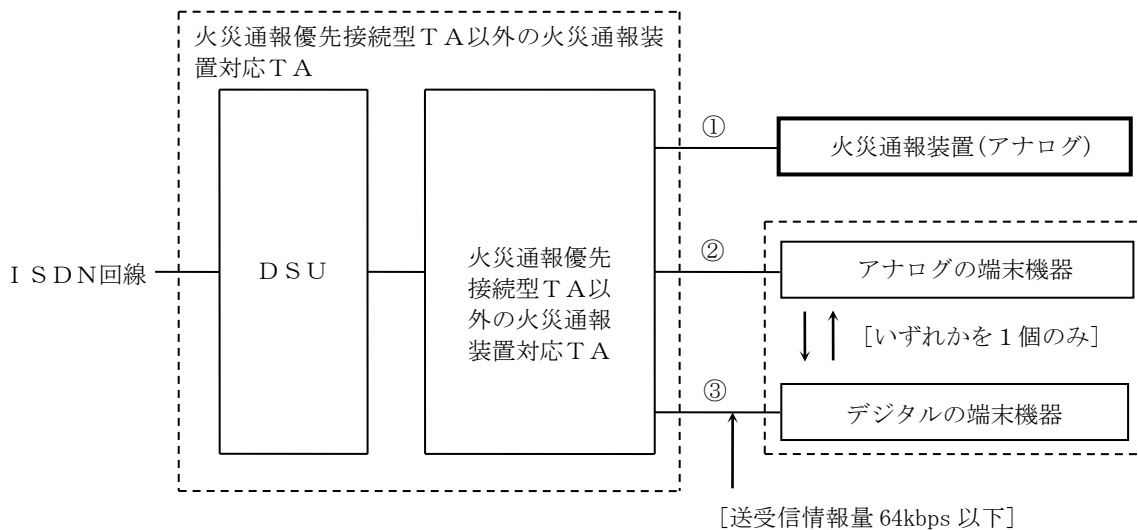 火災通報優先接続型ＴＡ以外の火災通報装
置対応ＴＡ
①
火災通報装置(アナログ)
ＩＳＤＮ回線
ＤＳＵ
火災通報優先
接続型ＴＡ以
外の火災通報
装置対応ＴＡ
②
アナログの端末機器
［いずれかを１個のみ］
③
デジタルの端末機器
［送受信情報量 64kbps 以下］